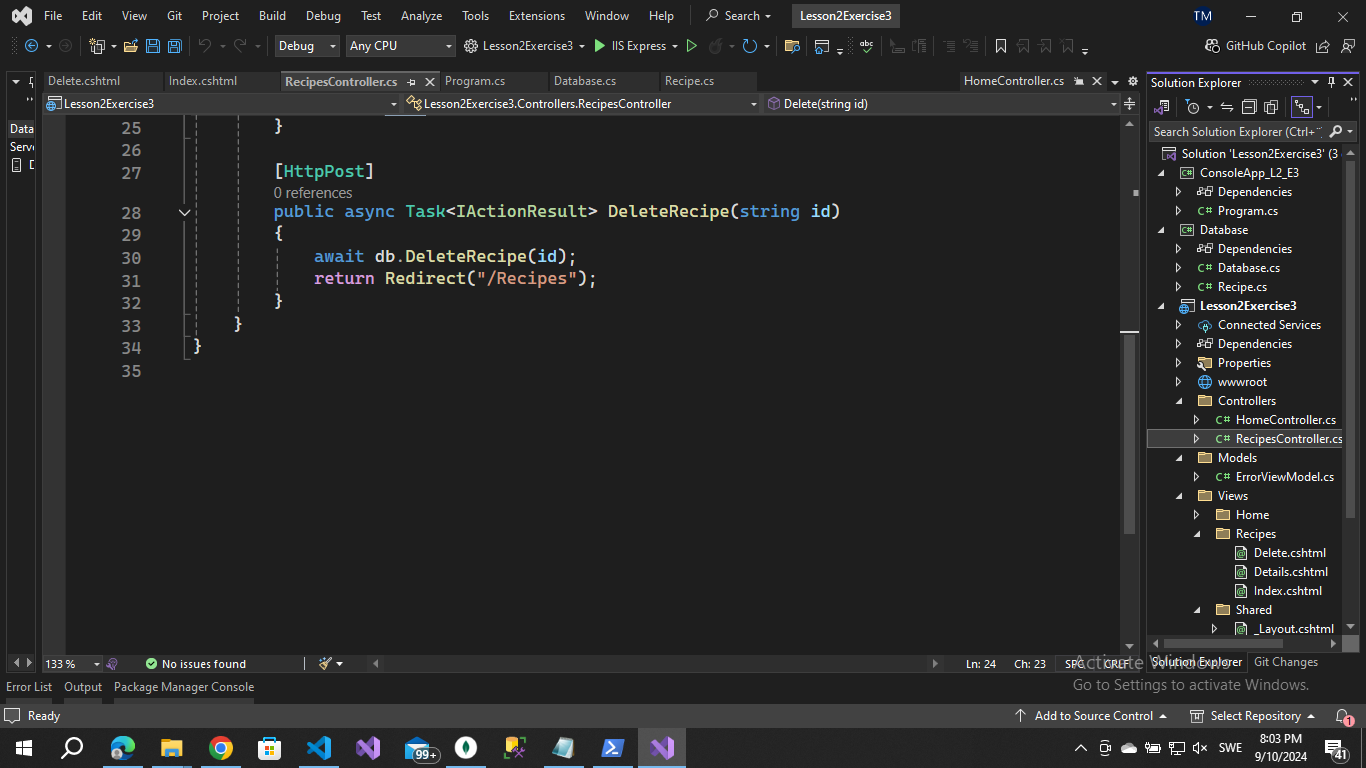 File Edit View Git Project Build Debug Test Analyze Tools Extensions Window Help Search Lesson2Exercise3 TM
Debug Any CPU Lesson2Exercise3 IIS Express GitHub Copilot
Delete.cshtml Index.cshtml RecipesController.cs Program.cs Database.cs Recipe.cs HomeController.cs
Lesson2Exercise3 Lesson2Exercise3.Controllers.RecipesController Delete(string id)
Data
Serv
25 }
26
27 [HttpPost]
0 references
28 public async Task<IActionResult> DeleteRecipe(string id)
29 {
30 await db.DeleteRecipe(id);
31 return Redirect("/Recipes");
32 }
33 }
34 }
35
Solution Explorer
Search Solution Explorer (Ctrl+
Solution 'Lesson2Exercise3' (3
ConsoleApp_L2_E3
Dependencies
C# Program.cs
C# Database
Dependencies
C# Database.cs
C# Recipe.cs
Lesson2Exercise3
Connected Services
Dependencies
Properties
wwwroot
Controllers
C# HomeController.cs
C# RecipesController.cs
Models
C# ErrorViewModel.cs
Views
Home
Recipes
Delete.cshtml
Details.cshtml
Index.cshtml
Shared
_Layout.cshtml
133 % No issues found Ln: 24 Ch: 23 SPC CRLF
Solution Explorer Git Changes
Activate Windows
Go to Settings to activate Windows.
Error List Output Package Manager Console
Ready Add to Source Control Select Repository 1
99+ SWE 8:03 PM
9/10/2024 41